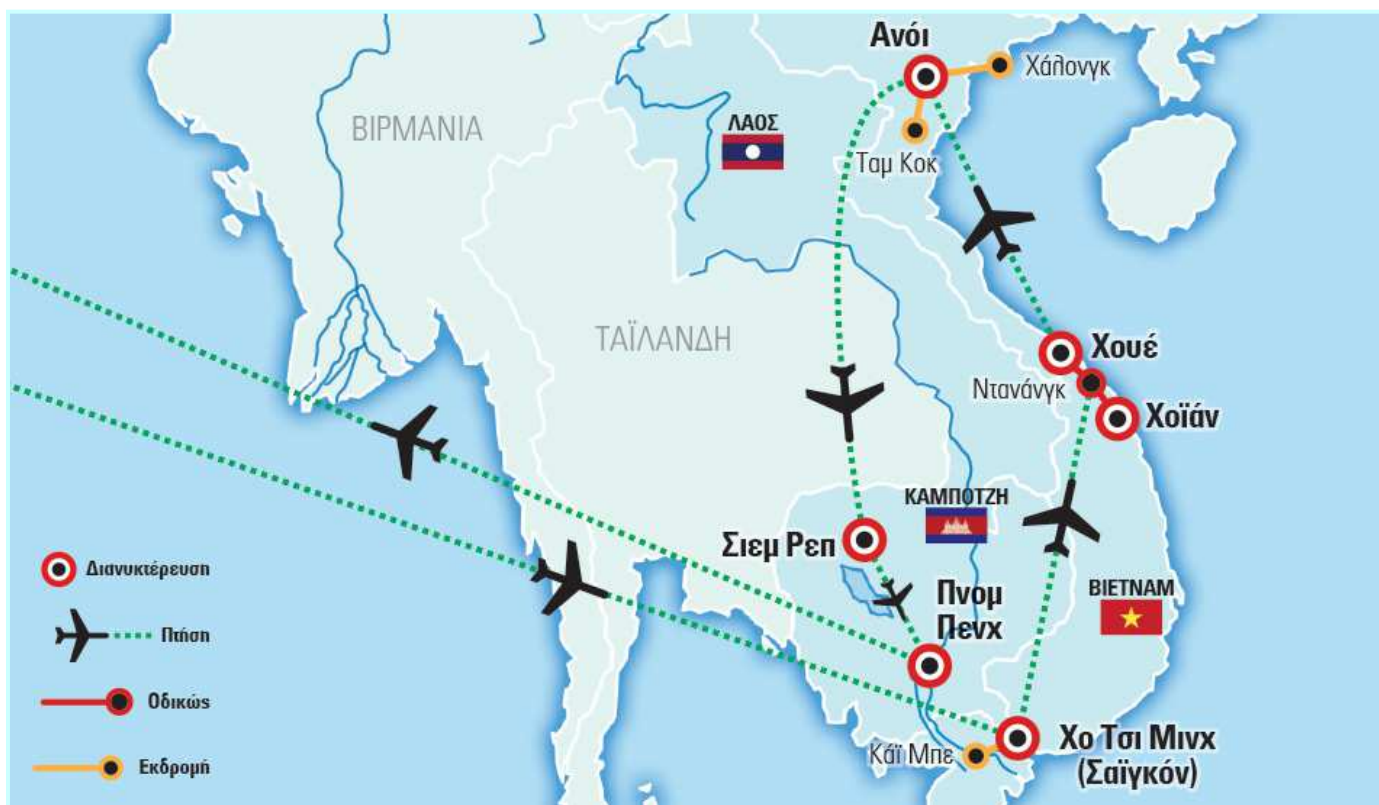 Ανόι
Χάλονγκ
ΒΙΡΜΑΝΙΑ
ΛΑΟΣ
Ταμ Κοκ
ΤΑΪΛΑΝΔΗ
Χουέ
Ντανάνγκ
Χοϊάν
ΚΑΜΠΟΤΖΗ
Σιεμ Ρεπ
Πνομ
Πενχ
ΒΙΕΤΝΑΜ
Διανυκτέρευση
Πτήση
Οδικώς
Εκδρομή
Κάϊ Μπε
Χο Τσι Μινχ
(Σαϊγκόν)